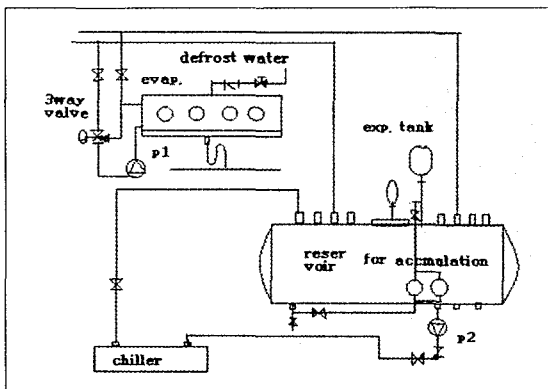 defrost water
evap.
3way
valve
p1
exp. tank
reser for accmulation
voir
p2
chiller